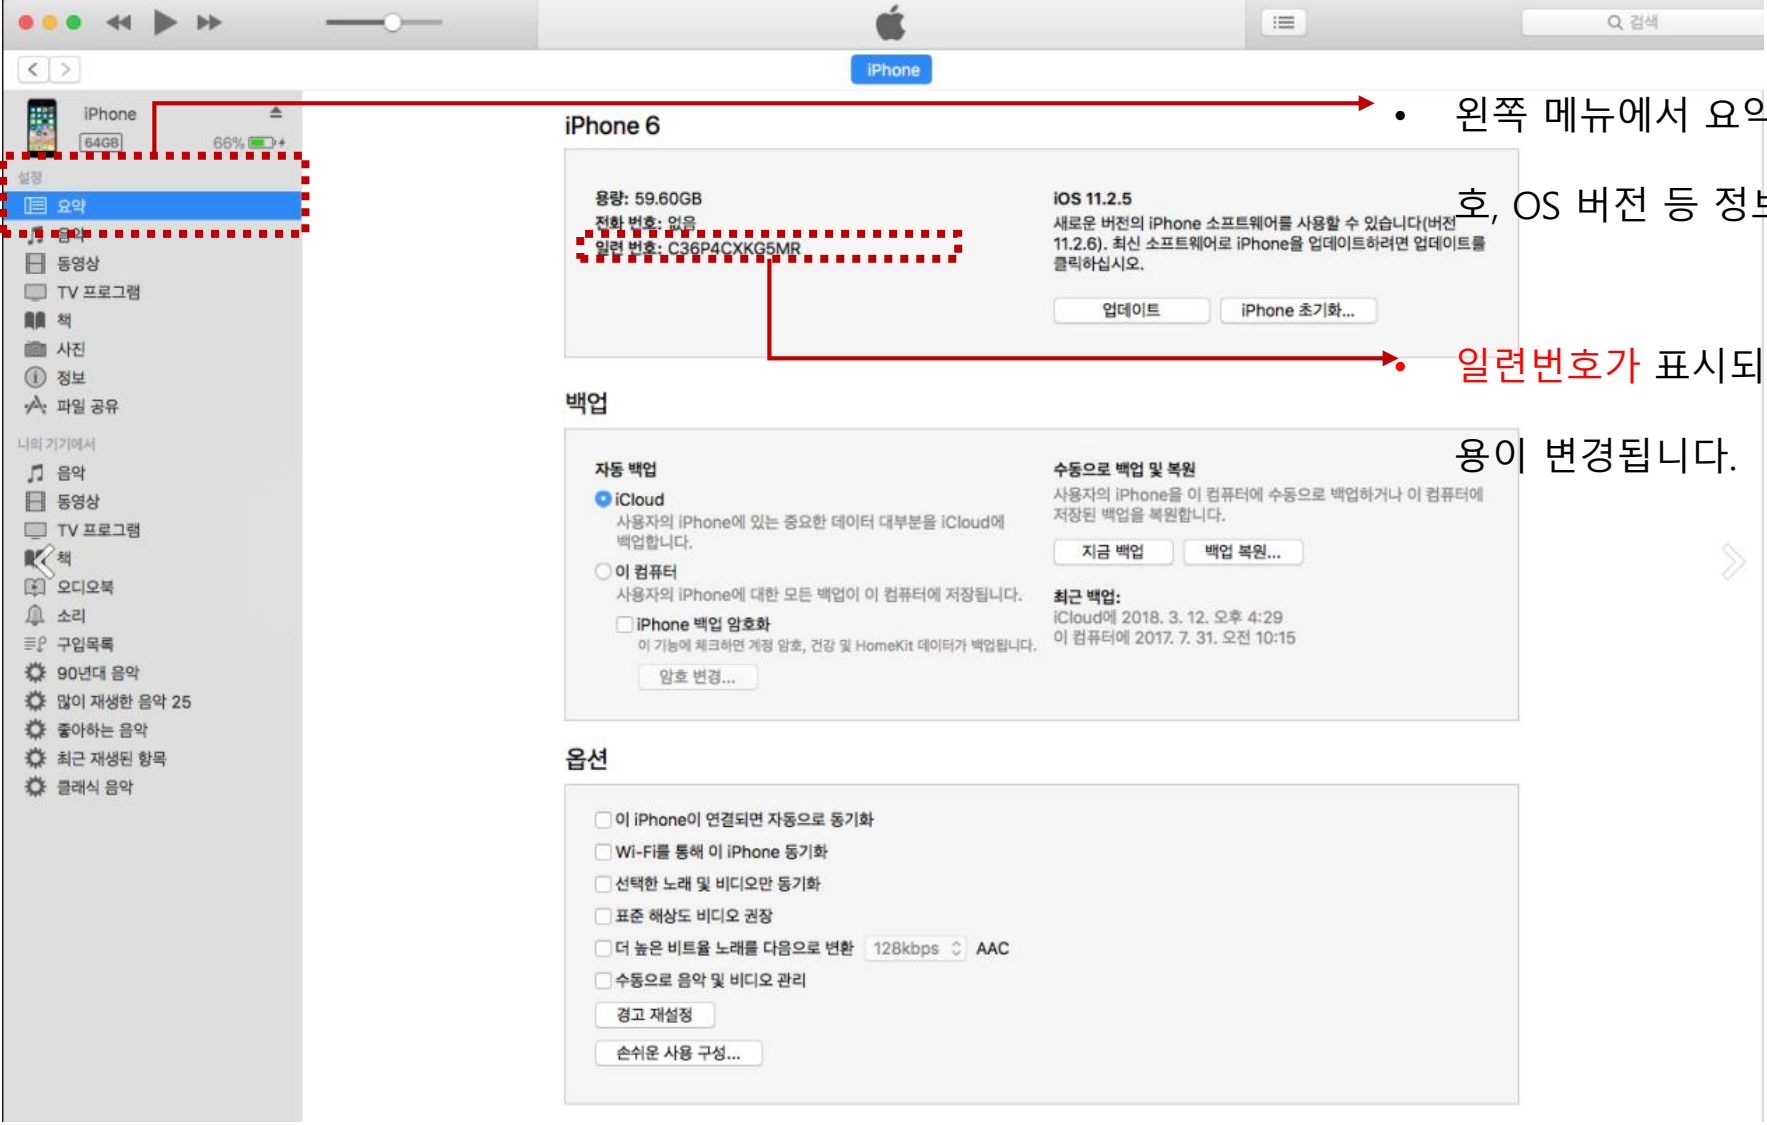 검색
iPhone
iPhone
64GB
66%
설정
요약
음악
동영상
TV 프로그램
책
사진
정보
파일 공유
나의 기기에서
음악
동영상
TV 프로그램
책
오디오북
소리
구입목록
90년대 음악
많이 재생한 음악 25
좋아하는 음악
최근 재생된 항목
클래식 음악
iPhone 6
용량: 59.60GB
전화 번호: 없음
일련 번호: C36P4CXKG5MR
iOS 11.2.5
새로운 버전의 iPhone 소프트웨어를 사용할 수 있습니다(버전
11.2.6). 최신 소프트웨어로 iPhone을 업데이트하려면 업데이트를
클릭하십시오.
업데이트
iPhone 초기화...
백업
자동 백업
iCloud
사용자의 iPhone에 있는 중요한 데이터 대부분을 iCloud에
백업합니다.
이 컴퓨터
사용자의 iPhone에 대한 모든 백업이 이 컴퓨터에 저장됩니다.
iPhone 백업 암호화
이 기능에 체크하면 계정 암호, 건강 및 HomeKit 데이터가 백업됩니다.
암호 변경...
수동으로 백업 및 복원
사용자의 iPhone을 이 컴퓨터에 수동으로 백업하거나 이 컴퓨터에
저장된 백업을 복원합니다.
지금 백업
백업 복원...
최근 백업:
iCloud에 2018. 3. 12. 오후 4:29
이 컴퓨터에 2017. 7. 31. 오전 10:15
옵션
이 iPhone이 연결되면 자동으로 동기화
Wi-Fi를 통해 이 iPhone 동기화
선택한 노래 및 비디오만 동기화
표준 해상도 비디오 권장
더 높은 비트율 노래를 다음으로 변환 128kbps AAC
수동으로 음악 및 비디오 관리
경고 재설정
손쉬운 사용 구성...
• 왼쪽 메뉴에서 요약
호, OS 버전 등 정보
• 일련번호가 표시되
용이 변경됩니다.